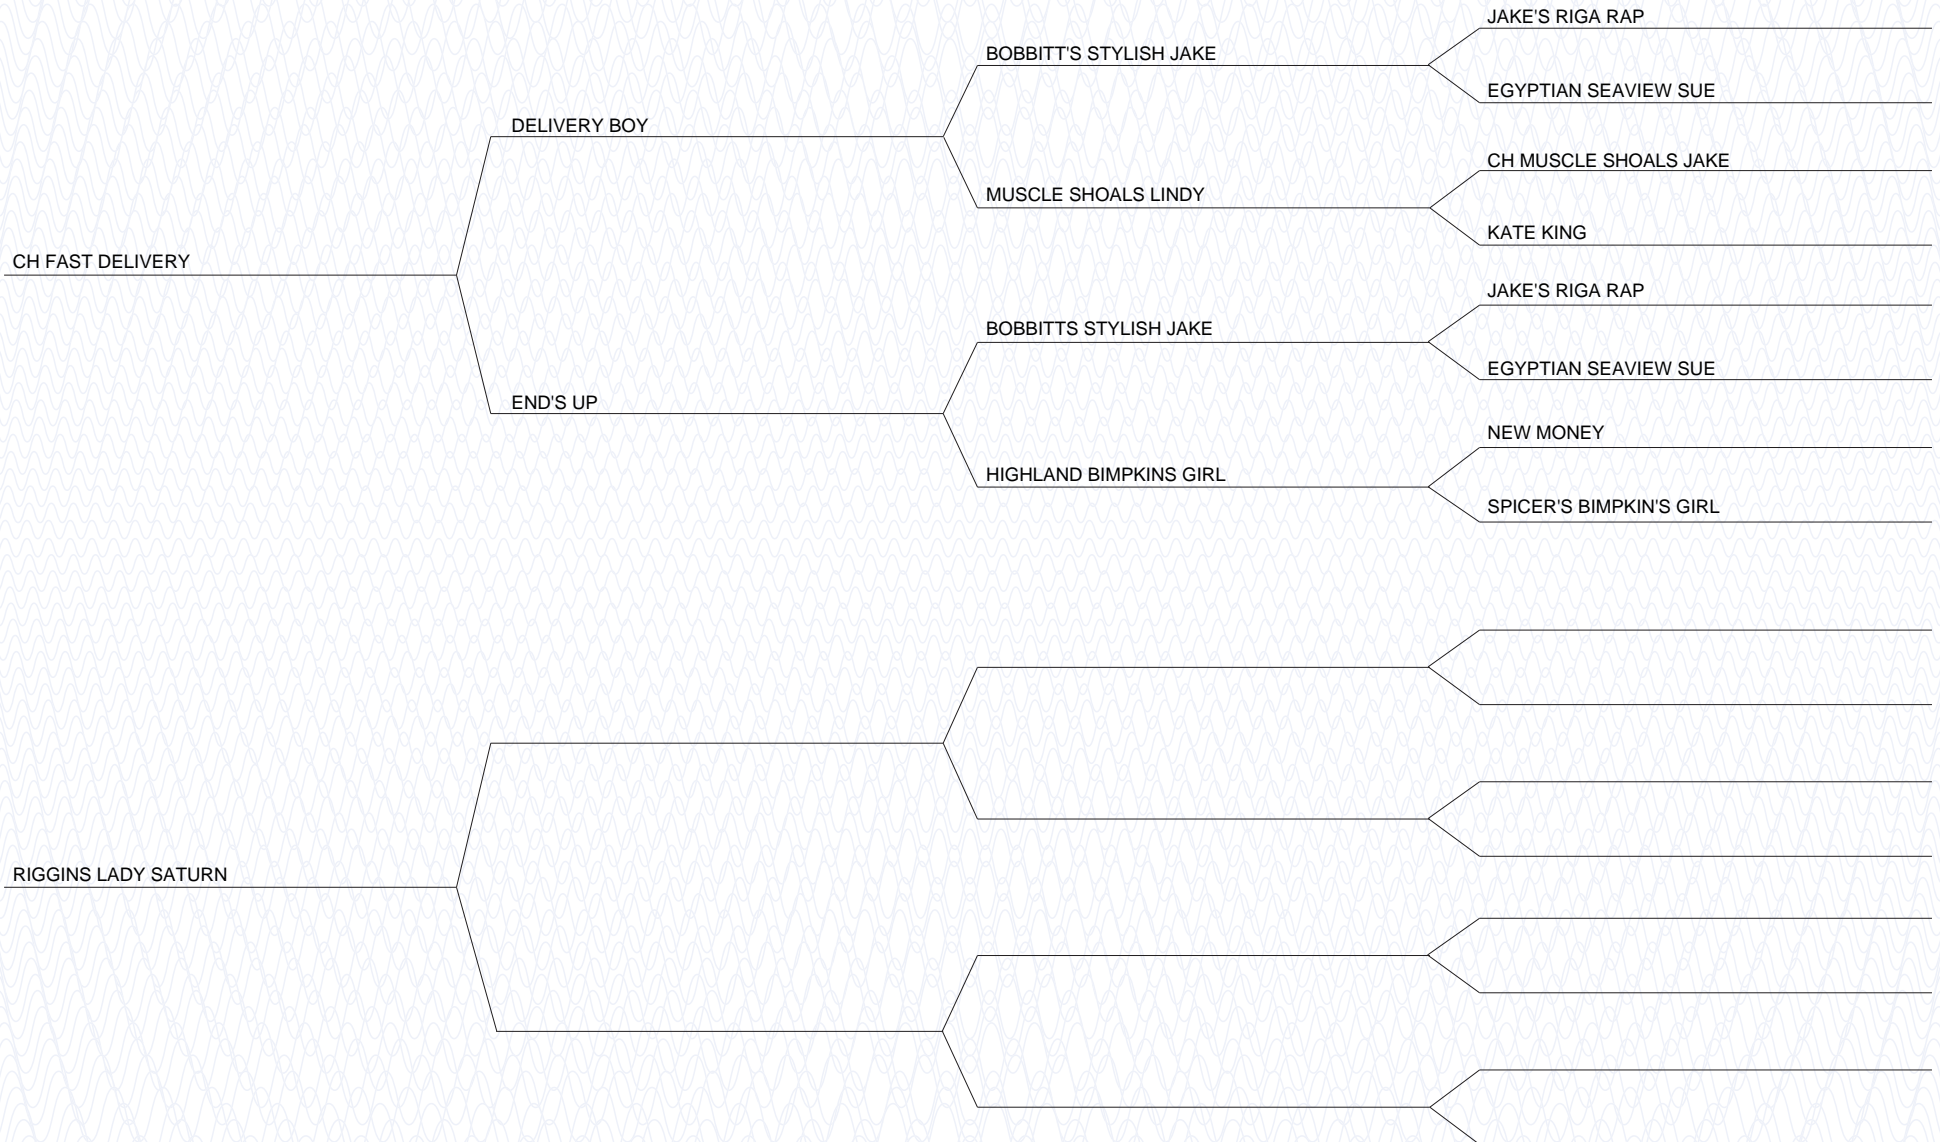 JAKE'S RIGA RAP
BOBBITT'S STYLISH JAKE
EGYPTIAN SEAVIEW SUE
DELIVERY BOY
CH MUSCLE SHOALS JAKE
MUSCLE SHOALS LINDY
KATE KING
CH FAST DELIVERY
JAKE'S RIGA RAP
BOBBITTS STYLISH JAKE
EGYPTIAN SEAVIEW SUE
END'S UP
NEW MONEY
HIGHLAND BIMPKINS GIRL
SPICER'S BIMPKIN'S GIRL
RIGGINS LADY SATURN